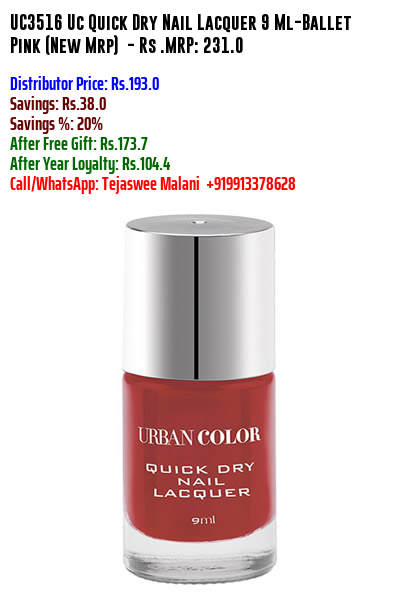 UC3516 Uc Quick Dry Nail Lacquer 9 Ml-Ballet
Pink (New Mrp) - Rs .MRP: 231.0
Distributor Price: Rs.193.0
Savings: Rs.38.0
Savings %: 20%
After Free Gift: Rs.173.7
After Year Loyalty: Rs.104.4
Call/WhatsApp: Tejaswee Malani +919913378628
URBAN COLOR
QUICK DRY
NAIL
LACQUER
9ml